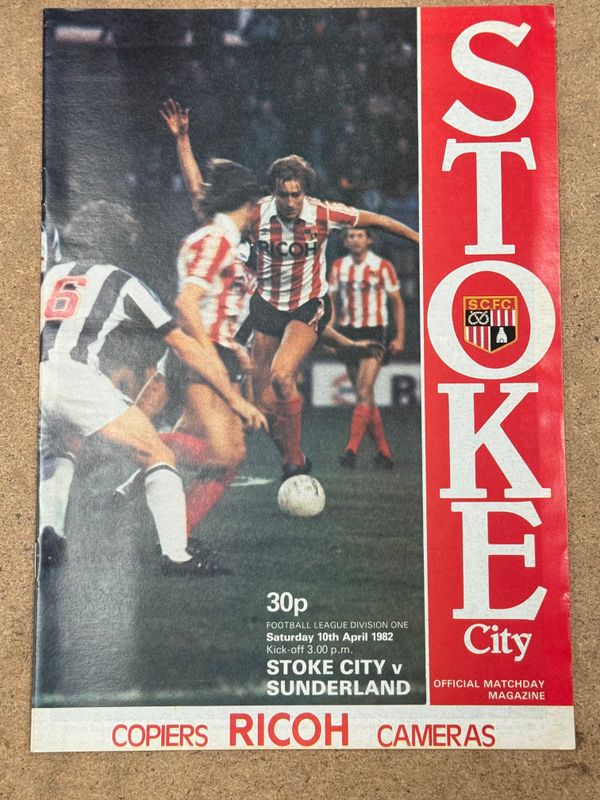 6
RICOH
30p
FOOTBALL LEAGUE DIVISION ONE
Saturday 10th April 1982
Kick-off 3.00 p.m.
STOKE CITY v
SUNDERLAND
STOKE
S.C.F.C.
City
OFFICIAL MATCHDAY
MAGAZINE
COPIERS RICOH CAMERAS